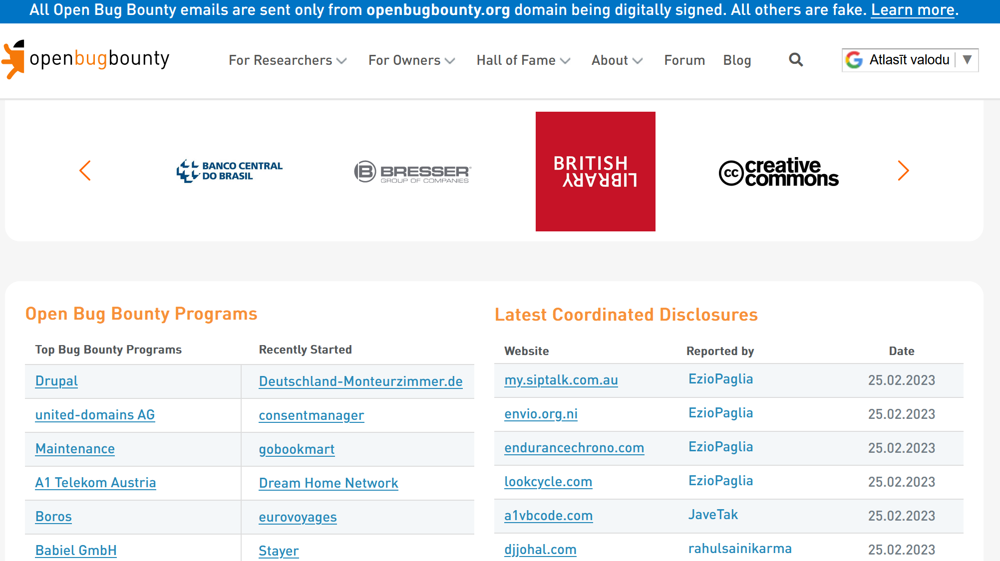 All Open Bug Bounty emails are sent only from openbugbounty.org domain being digitally signed. All others are fake. Learn more.
openbugbounty
For Researchers
For Owners
Hall of Fame
About
Forum
Blog
Atlasīt valodu
BANCO CENTRAL
DO BRASIL
B BRESSER
GROUP OF COMPANIES
BRITISH
LIBRARY
cc creative
commons
Open Bug Bounty Programs
Top Bug Bounty Programs Recently Started
Drupal Deutschland-Monteurzimmer.de
united-domains AG consentmanager
Maintenance gobookmart
A1 Telekom Austria Dream Home Network
Boros eurovoyages
Babiel GmbH Stayer
Latest Coordinated Disclosures
Website Reported by Date
my.siptalk.com.au EzioPaglia 25.02.2023
envio.org.ni EzioPaglia 25.02.2023
endurancechrono.com EzioPaglia 25.02.2023
lookcycle.com EzioPaglia 25.02.2023
a1vbcode.com JaveTak 25.02.2023
djjohal.com rahulsainikarma 25.02.2023